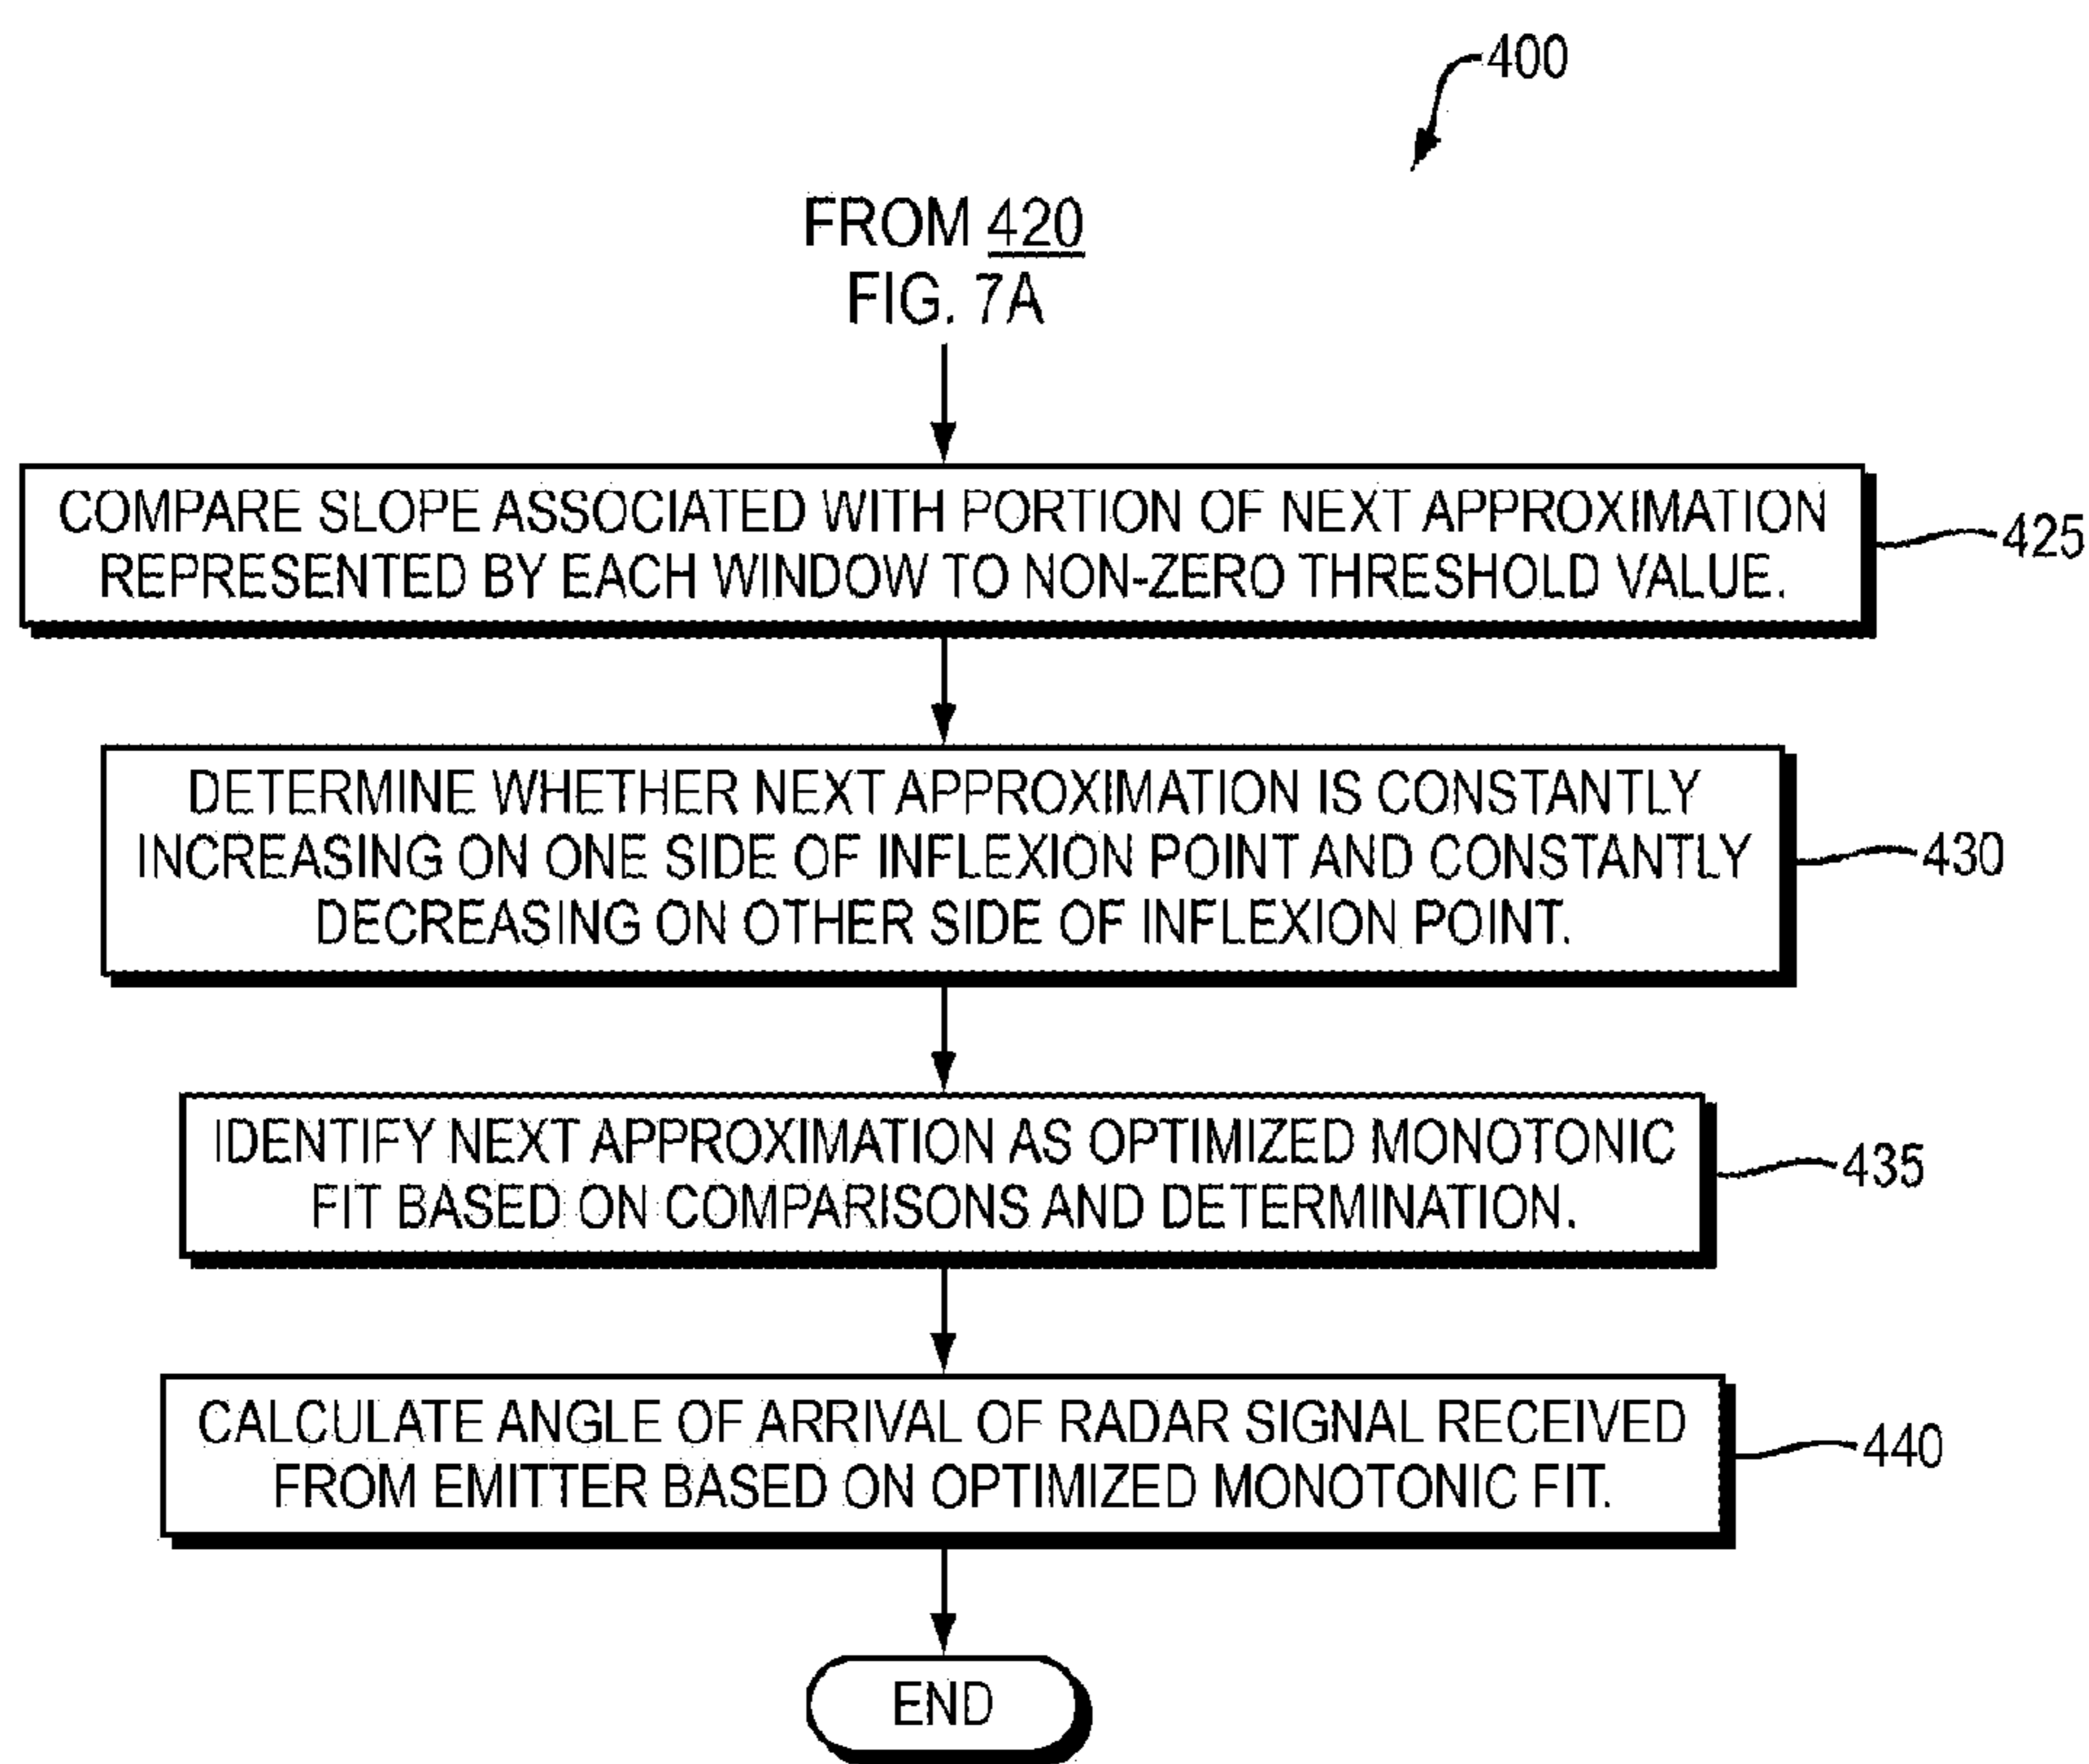 400
FROM 420
FIG. 7A
COMPARE SLOPE ASSOCIATED WITH PORTION OF NEXT APPROXIMATION
REPRESENTED BY EACH WINDOW TO NON-ZERO THRESHOLD VALUE.
425
DETERMINE WHETHER NEXT APPROXIMATION IS CONSTANTLY
INCREASING ON ONE SIDE OF INFLEXION POINT AND CONSTANTLY
DECREASING ON OTHER SIDE OF INFLEXION POINT.
430
IDENTIFY NEXT APPROXIMATION AS OPTIMIZED MONOTONIC
FIT BASED ON COMPARISONS AND DETERMINATION.
435
CALCULATE ANGLE OF ARRIVAL OF RADAR SIGNAL RECEIVED
FROM EMITTER BASED ON OPTIMIZED MONOTONIC FIT.
440
END